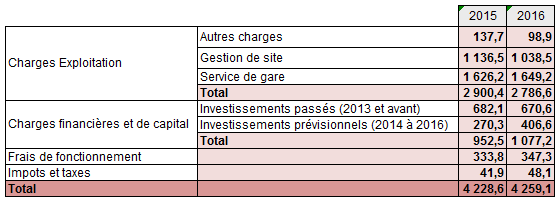 2015 2016
Autres charges 137,7 98,9
Charges Exploitation Gestion de site 1 136,5 1 038,5
Service de gare 1 626,2 1 649,2
Total 2 900,4 2 786,6
Investissements passés (2013 et avant) 682,1 670,6
Charges financières et de capital Investissements prévisionnels (2014 à 2016) 270,3 406,6
Total 952,5 1 077,2
Frais de fonctionnement 333,8 347,3
Impots et taxes 41,9 48,1
Total 4 228,6 4 259,1